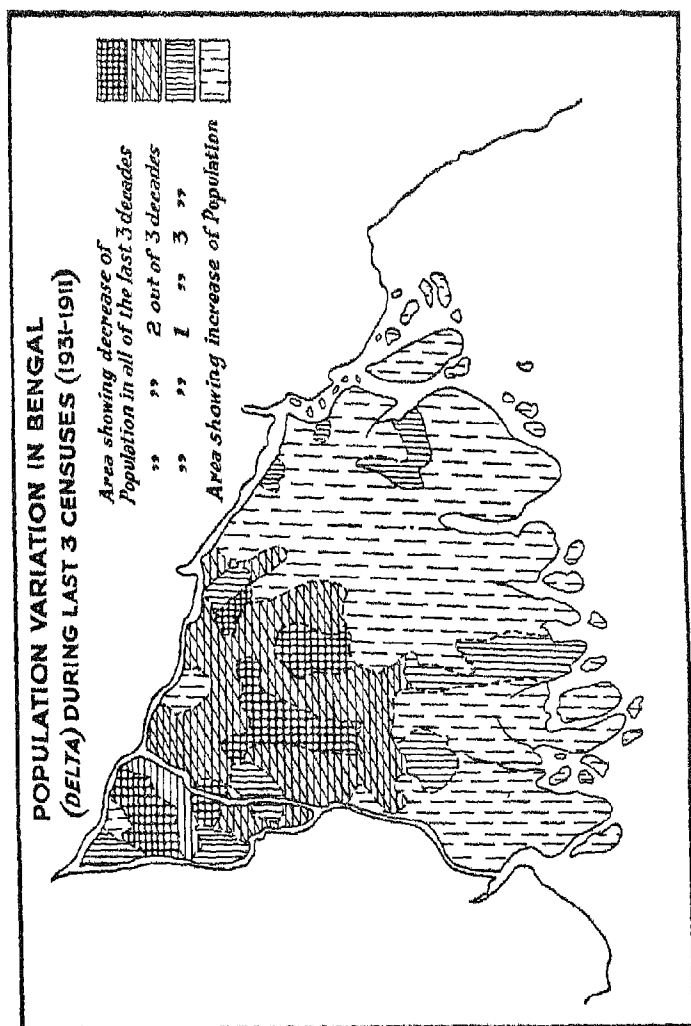 POPULATION VARIATION IN BENGAL
(DELTA) DURING LAST 3 CENSUSES (1931-1911)
Area showing decrease of
Population in all of the last 3 decades
„ „ 2 out of 3 decades
„ „ 1 „ 3 „
Area showing increase of Population